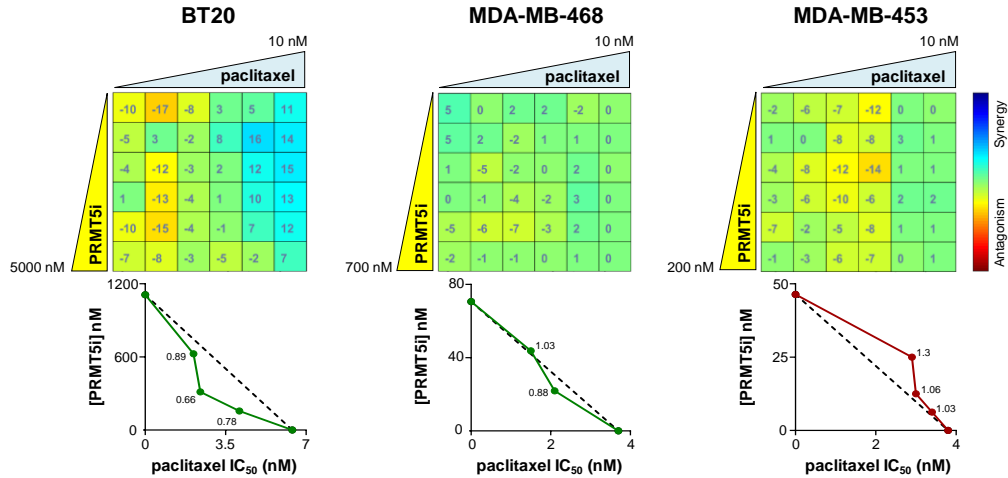 BT20
MDA-MB-468
MDA-MB-453
10 nM
10 nM
10 nM
paclitaxel
paclitaxel
paclitaxel
PRMT5i
-10 -17 -8 3 5 11
-5 3 -2 8 16 14
-4 -12 -3 2 12 15
1 -13 -4 1 10 13
-10 -15 -4 -1 7 12
-7 -8 -3 -5 -2 7
5000 nM
PRMT5i
5 0 2 2 -2 0
5 2 -2 1 1 0
1 -5 -2 0 2 0
0 -1 -4 -2 3 0
-5 -6 -7 -3 2 0
-2 -1 -1 0 1 0
700 nM
PRMT5i
-2 -6 -7 -12 0 0
1 0 -8 -8 3 1
-4 -8 -12 -14 1 1
-3 -6 -10 -6 2 2
-7 -2 -5 -8 1 1
-1 -3 -6 -7 0 1
200 nM
Synergy
Antagonism
[PRMT5i] nM
1200
600
0
0.89
0.66
0.78
0 3.5 7
paclitaxel IC50 (nM)
[PRMT5i] nM
80
40
0
1.03
0.88
0 2 4
paclitaxel IC50 (nM)
[PRMT5i] nM
50
25
0
1.3
1.06
1.03
0 2 4
paclitaxel IC50 (nM)